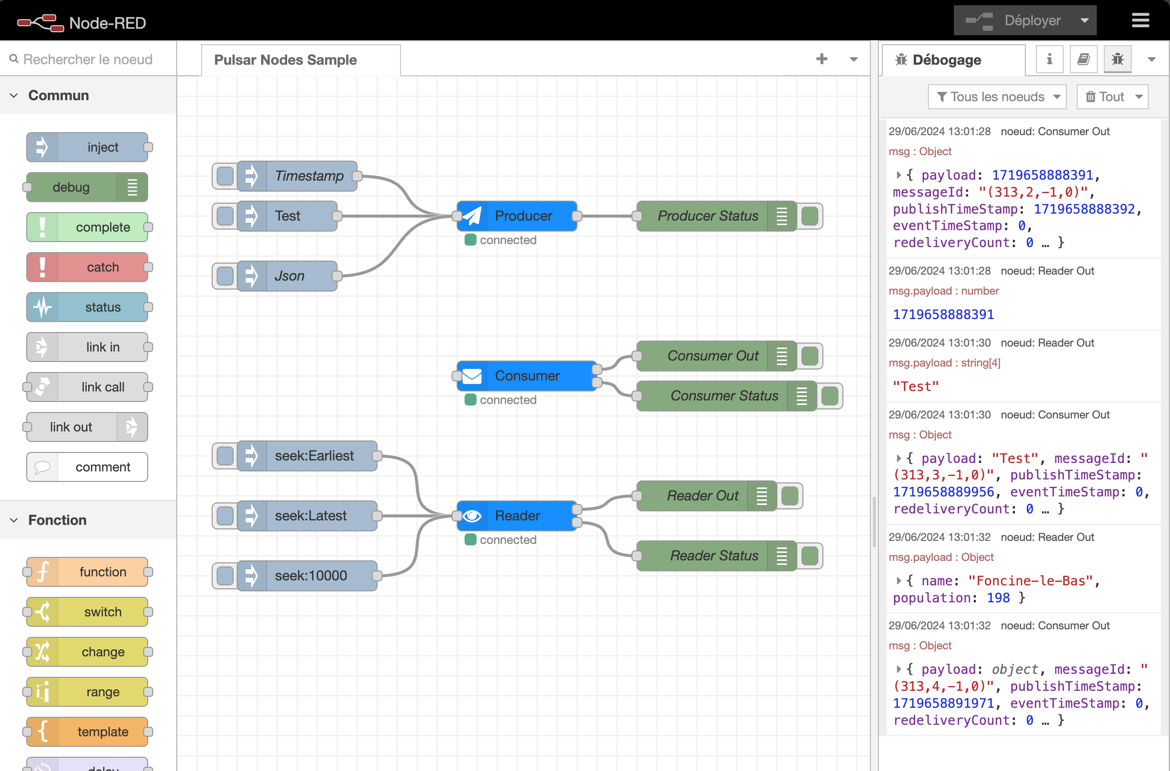 Node-RED
Déployer
Rechercher le noeud
Pulsar Nodes Sample
Débogage
Commun
inject
debug
complete
catch
status
link in
link call
link out
comment
Fonction
function
switch
change
range
template
delay
Timestamp
Test
Json
Producer
connected
Producer Status
Consumer
connected
Consumer Out
Consumer Status
seek:Earliest
seek:Latest
seek:10000
Reader
connected
Reader Out
Reader Status
Tous les noeuds
Tout
29/06/2024 13:01:28 noeud: Consumer Out
msg : Object
{ payload: 1719658888391,
messageId: "(313,2,-1,0)",
publishTimeStamp: 1719658888392,
eventTimeStamp: 0,
redeliveryCount: 0 … }
29/06/2024 13:01:28 noeud: Reader Out
msg.payload : number
1719658888391
29/06/2024 13:01:30 noeud: Reader Out
msg.payload : string[4]
"Test"
29/06/2024 13:01:30 noeud: Consumer Out
msg : Object
{ payload: "Test", messageId: "
(313,3,-1,0)", publishTimeStamp:
1719658889956, eventTimeStamp: 0,
redeliveryCount: 0 … }
29/06/2024 13:01:32 noeud: Reader Out
msg.payload : Object
{ name: "Foncine-le-Bas",
population: 198 }
29/06/2024 13:01:32 noeud: Consumer Out
msg : Object
{ payload: object, messageId: "
(313,4,-1,0)", publishTimeStamp:
1719658891971, eventTimeStamp: 0,
redeliveryCount: 0 … }